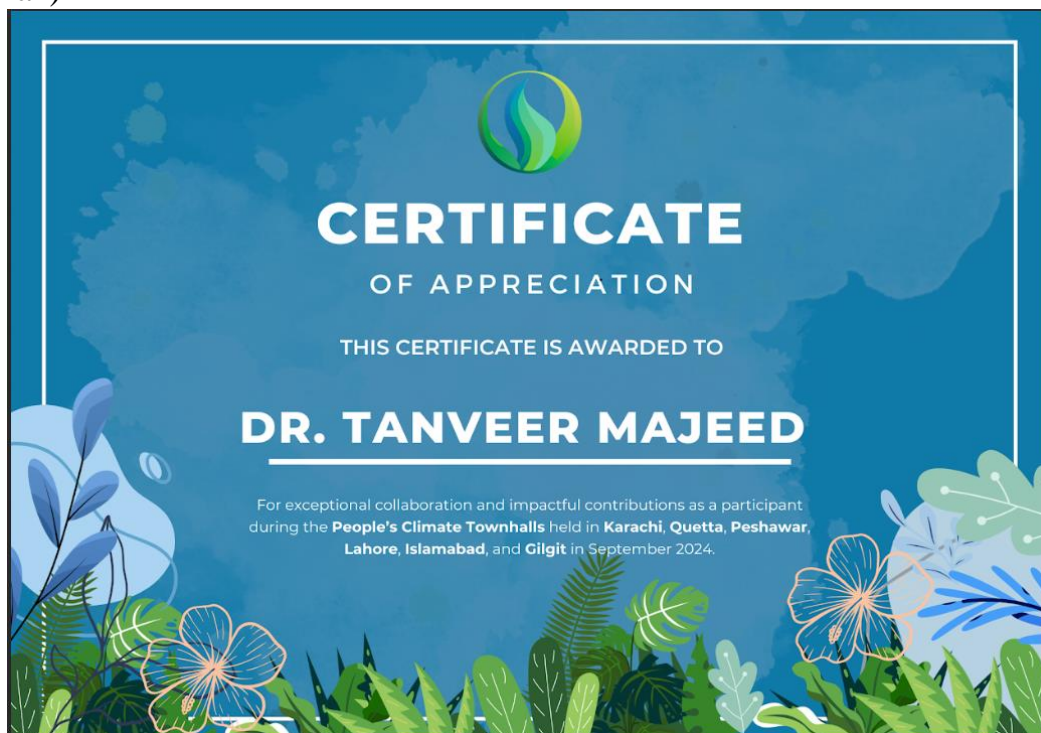 CERTIFICATE
OF APPRECIATION
THIS CERTIFICATE IS AWARDED TO
DR. TANVEER MAJEED
For exceptional collaboration and impactful contributions as a participant
during the People's Climate Townhalls held in Karachi, Quetta, Peshawar,
Lahore, Islamabad, and Gilgit in September 2024.